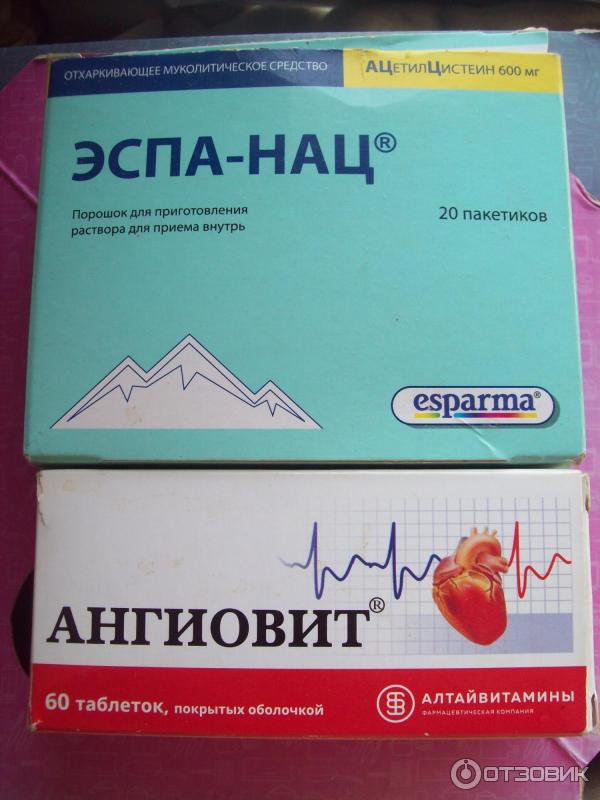 ОТХАРКИВАЮЩЕЕ МУКОЛИТИЧЕСКОЕ СРЕДСТВО
АЦЕТИЛЦИСТЕИН 600 МГ
ЭСПА-НАЦ®
Порошок для приготовления
раствора для приема внутрь
20 пакетиков
esparma®
АНГИОВИТ®
60 таблеток, покрытых оболочкой
АЛТАЙВИТАМИНЫ
ФАРМАЦЕВТИЧЕСКАЯ КОМПАНИЯ
ОТЗОВИК